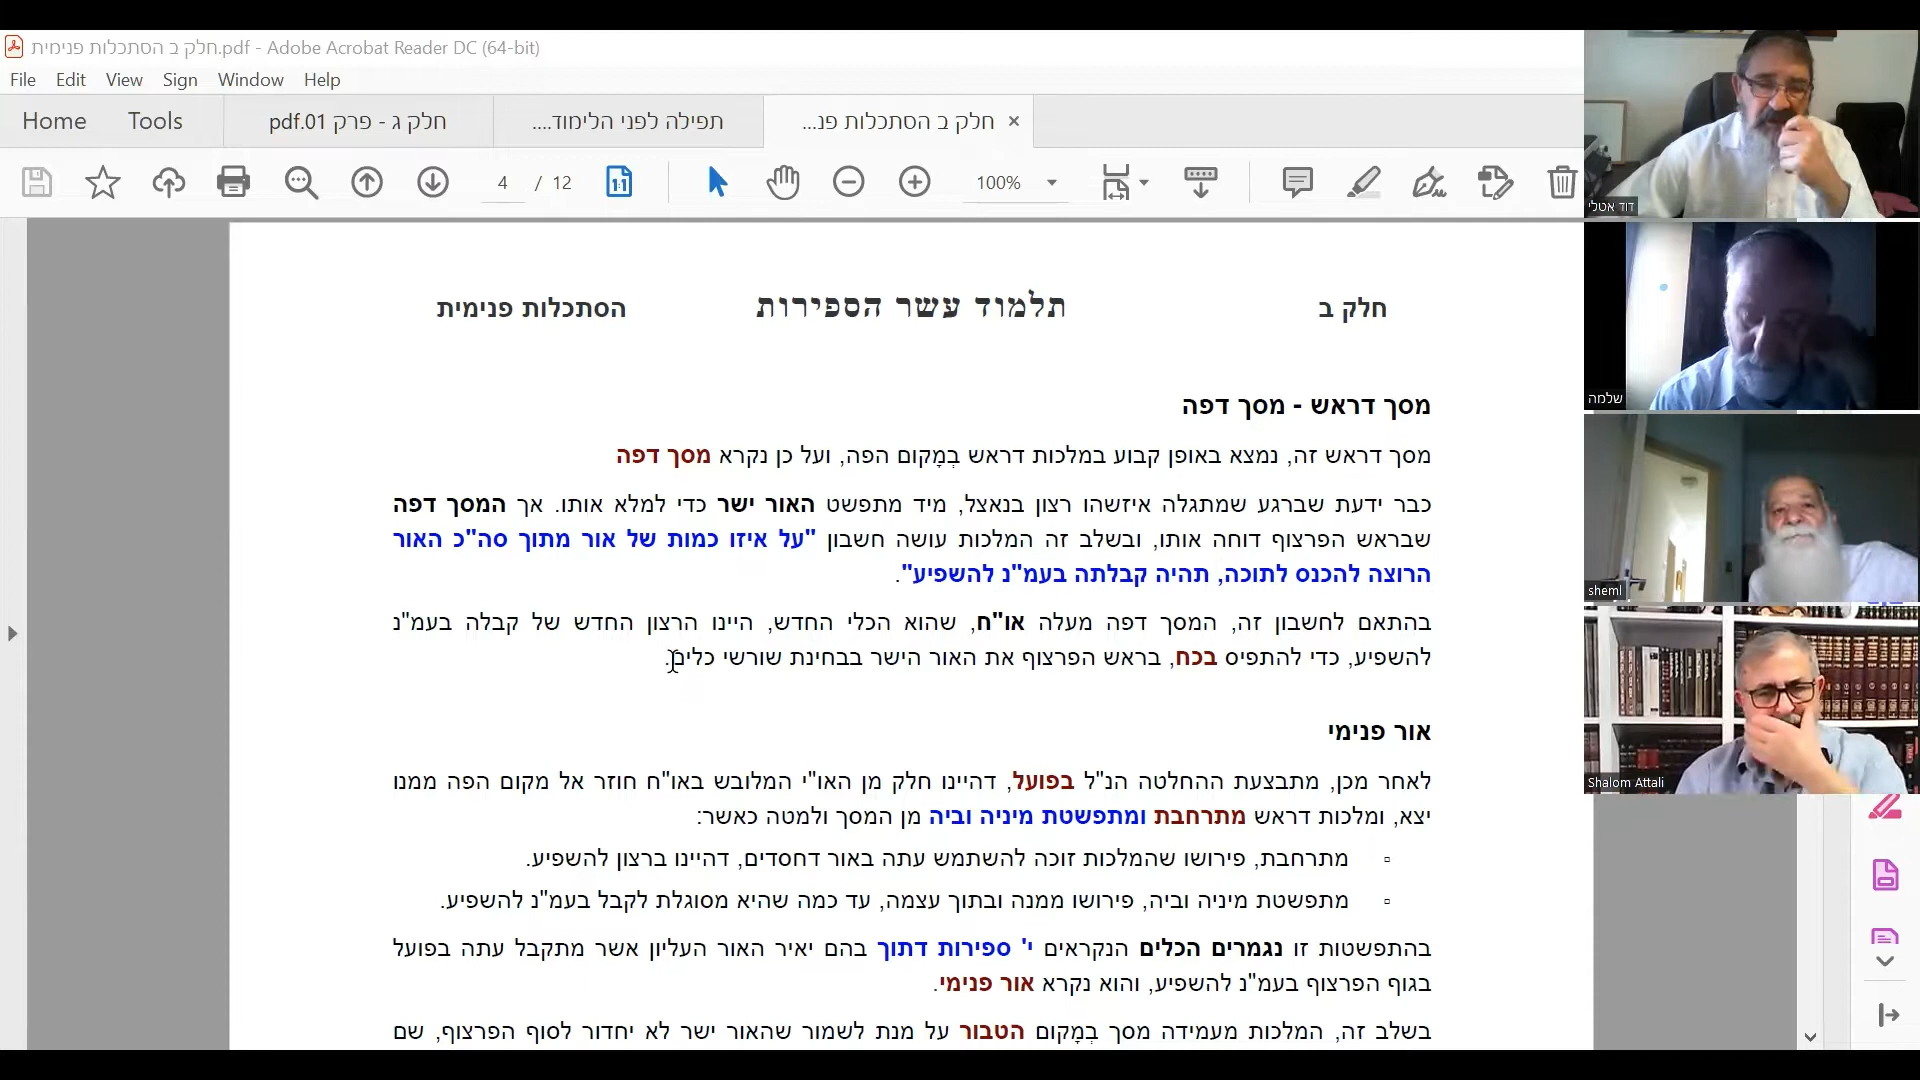 חלק ב הסתכלות פנימית.pdf - Adobe Acrobat Reader DC (64-bit)
File Edit View Sign Window Help
Home Tools חלק ג - פרק 01.pdf תפילה לפני הלימוד.... חלק ב הסתכלות פנ... ×
4 / 12 1:1 100%
חלק ב תלמוד עשר הספירות הסתכלות פנימית
מסך דראש - מסך דפה
מסך דראש זה, נמצא באופן קבוע במלכות דראש בְּמָקום הפה, ועל כן נקרא מסך דפה
כבר ידעת שברגע שמתגלה איזשהו רצון בנאצל, מיד מתפשט האור ישר כדי למלא אותו. אך המסך דפה
שבראש הפרצוף דוחה אותו, ובשלב זה המלכות עושה חשבון "על איזו כמות של אור מתוך סה"כ האור
הרוצה להכנס לתוכה, תהיה קבלתה בעמ"נ להשפיע".
בהתאם לחשבון זה, המסך דפה מעלה או"ח, שהוא הכלי החדש, היינו הרצון החדש של קבלה בעמ"נ
להשפיע, כדי להתפיס בכח, בראש הפרצוף את האור הישר בבחינת שורשי כלים.
אור פנימי
לאחר מכן, מתבצעת ההחלטה הנ"ל בפועל, דהיינו חלק מן האו"י המלובש באו"ח חוזר אל מקום הפה ממנו
יצא, ומלכות דראש מתרחבת ומתפשטת מיניה וביה מן המסך ולמטה כאשר:
▫ מתרחבת, פירושו שהמלכות זוכה להשתמש עתה באור דחסדים, דהיינו ברצון להשפיע.
▫ מתפשטת מיניה וביה, פירושו ממנה ובתוך עצמה, עד כמה שהיא מסוגלת לקבל בעמ"נ להשפיע.
בהתפשטות זו נגמרים הכלים הנקראים י' ספירות דתוך בהם יאיר האור העליון אשר מתקבל עתה בפועל
בגוף הפרצוף בעמ"נ להשפיע, והוא נקרא אור פנימי.
בשלב זה, המלכות מעמידה מסך בְּמָקום הטבור על מנת לשמור שהאור ישר לא יחדור לסוף הפרצוף, שם
דוד אטלי
שלמה
sheml
Shalom Attali